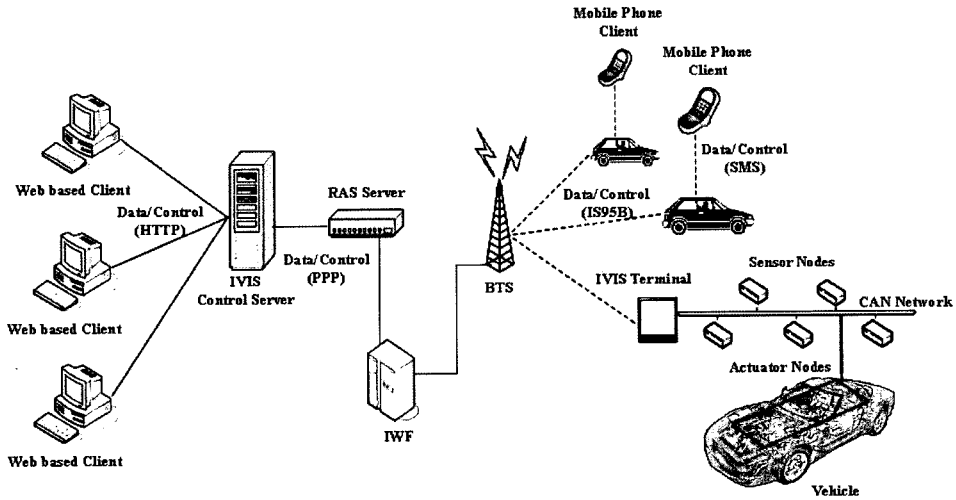 Mobile Phone
Client
Mobile Phone
Client
Web based Client
Data/Control
(HTTP)
RAS Server
Data/Control
(SMS)
Data/Control
(IS95B)
Data/Control
(PPP)
IVIS
Control Server
BTS
IVIS Terminal
Sensor Nodes
CAN Network
Web based Client
Actuator Nodes
IWF
Web based Client
Vehicle